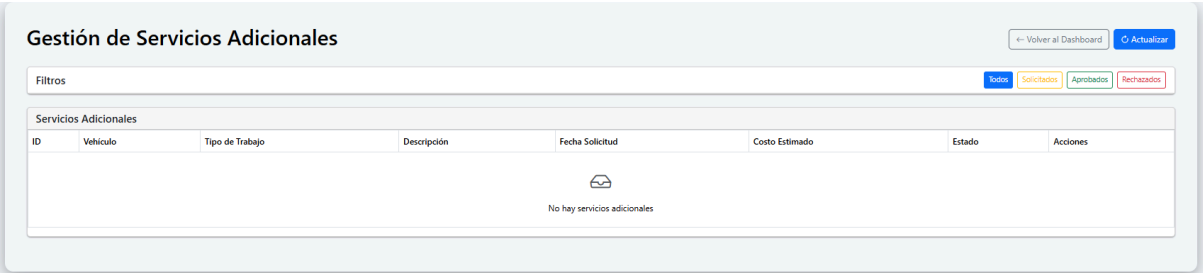 Gestión de Servicios Adicionales
← Volver al Dashboard
Actualizar
Filtros
Todos
Solicitados
Aprobados
Rechazados
Servicios Adicionales
ID Vehículo Tipo de Trabajo Descripción Fecha Solicitud Costo Estimado Estado Acciones
No hay servicios adicionales